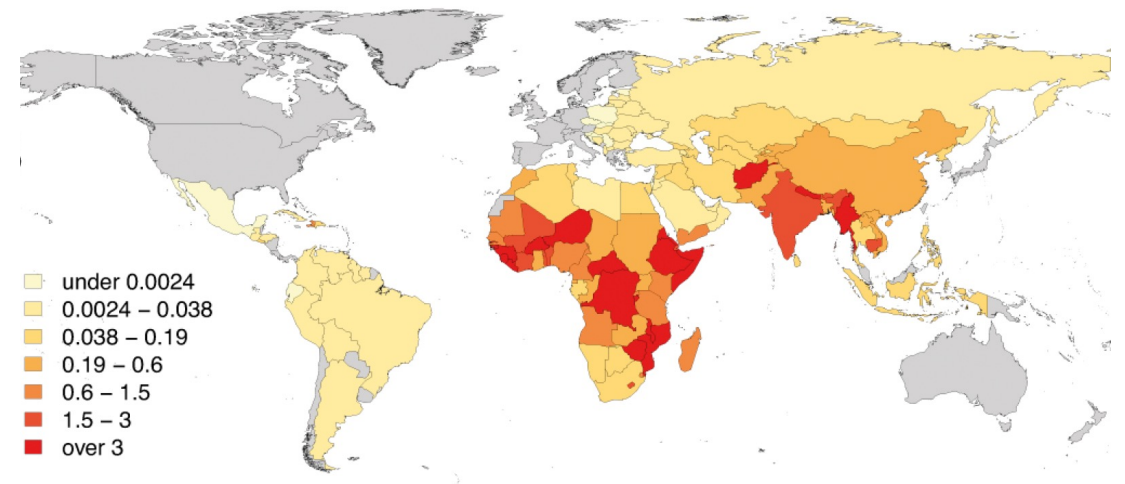 under 0.0024
0.0024 – 0.038
0.038 – 0.19
0.19 – 0.6
0.6 – 1.5
1.5 – 3
over 3